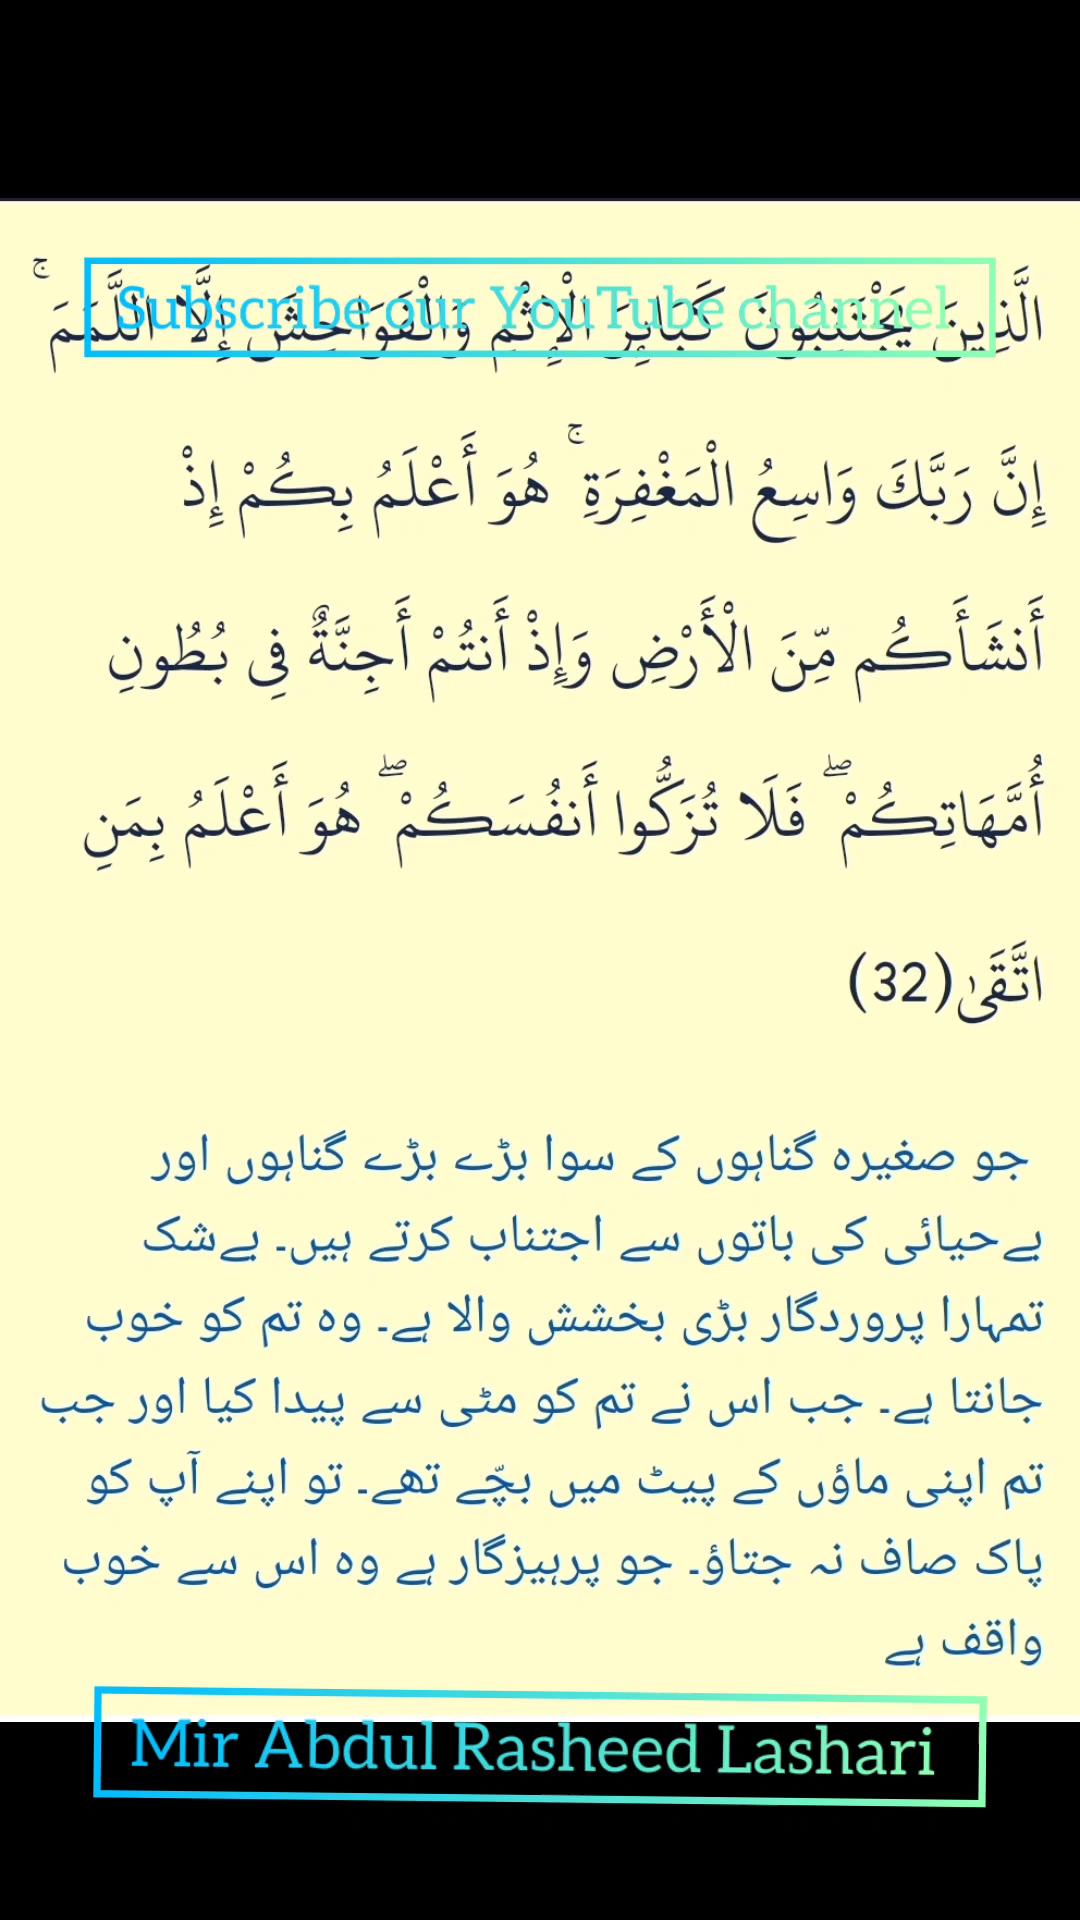 Subscribe our YouTube channel
الَّذِينَ يَجْتَنِبُونَ كَبَائِرَ الْإِثْمِ وَالْفَوَاحِشَ إِلَّا اللَّمَمَ ۚ
إِنَّ رَبَّكَ وَاسِعُ الْمَغْفِرَةِ ۚ هُوَ أَعْلَمُ بِكُمْ إِذْ
أَنشَأَكُم مِّنَ الْأَرْضِ وَإِذْ أَنتُمْ أَجِنَّةٌ فِي بُطُونِ
أُمَّهَاتِكُمْ ۖ فَلَا تُزَكُّوا أَنفُسَكُمْ ۖ هُوَ أَعْلَمُ بِمَنِ
اتَّقَىٰ(32)
جو صغیرہ گناہوں کے سوا بڑے بڑے گناہوں اور
بےحیائی کی باتوں سے اجتناب کرتے ہیں۔ بےشک
تمہارا پروردگار بڑی بخشش والا ہے۔ وہ تم کو خوب
جانتا ہے۔ جب اس نے تم کو مٹی سے پیدا کیا اور جب
تم اپنی ماؤں کے پیٹ میں بچّے تھے۔ تو اپنے آپ کو
پاک صاف نہ جتاؤ۔ جو پرہیزگار ہے وہ اس سے خوب
واقف ہے
Mir Abdul Rasheed Lashari